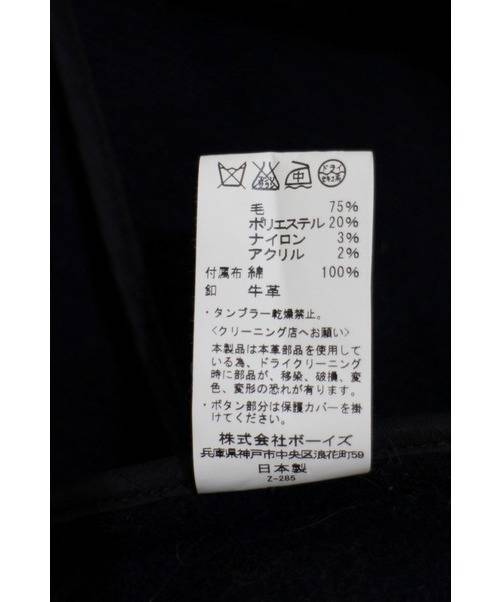 ドライ
セキユ系
毛 75%
ポリエステル 20%
ナイロン 3%
アクリル 2%
付属布 綿 100%
釦 牛革
・タンブラー乾燥禁止。
<クリーニング店へお願い>
本製品は本革部品を使用して
いる為、ドライクリーニング
時に部品が、移染、破損、変
色、変形の恐れが有ります。
・ボタン部分は保護カバーを掛
けてください。
株式会社ボーイズ
兵庫県神戸市中央区浪花町59
日本製
Z-285